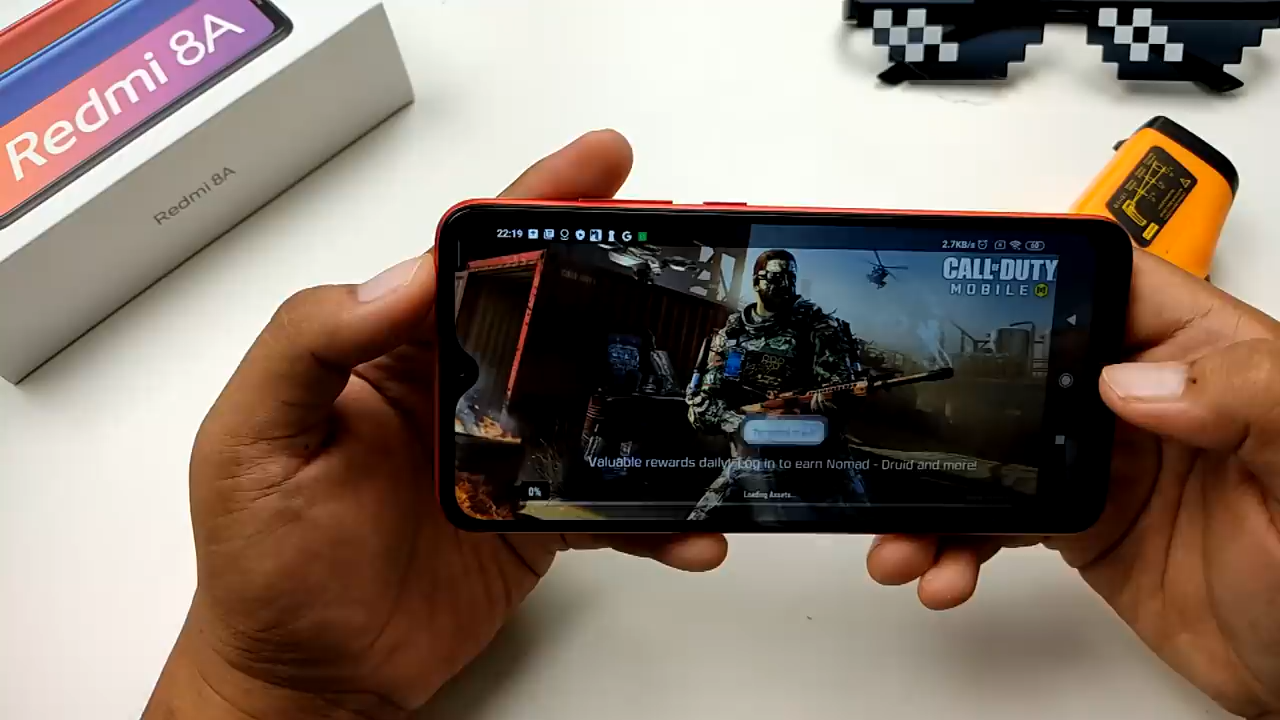 Redmi 8A
Redmi 8A
22:19
2.7KB/s
60
CALL OF DUTY
MOBILE
Valuable rewards daily! Log in to earn Nomad - Druid and more!
0%
Loading Assets...